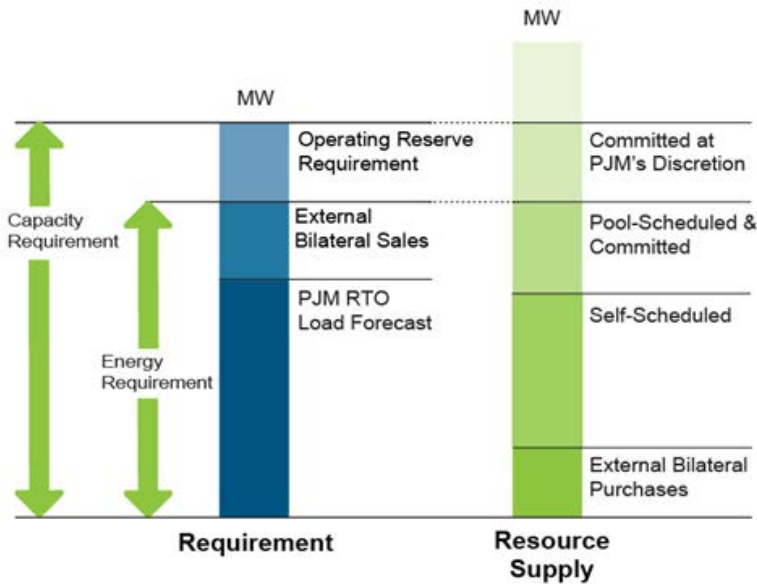 MW
MW
Operating Reserve
Requirement
Committed at
PJM's Discretion
Capacity
Requirement
External
Bilateral Sales
Pool-Scheduled &
Committed
PJM RTO
Load Forecast
Self-Scheduled
Energy
Requirement
External Bilateral
Purchases
Requirement
Resource
Supply